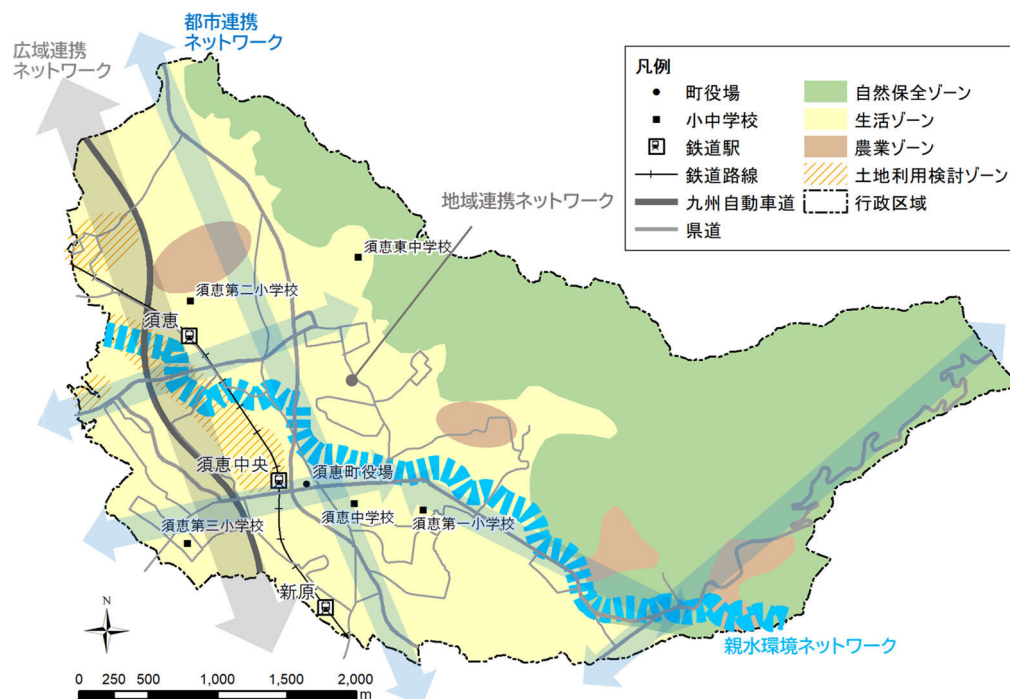 都市連携
ネットワーク
広域連携
ネットワーク
凡例
町役場
小中学校
鉄道駅
鉄道路線
九州自動車道
県道
自然保全ゾーン
生活ゾーン
農業ゾーン
土地利用検討ゾーン
行政区域
地域連携ネットワーク
須恵東中学校
須恵第二小学校
須恵
須恵中央
須恵町役場
須恵第三小学校
須恵中学校
須恵第一小学校
新原
親水環境ネットワーク
N
0 250 500 1,000 1,500 2,000
m